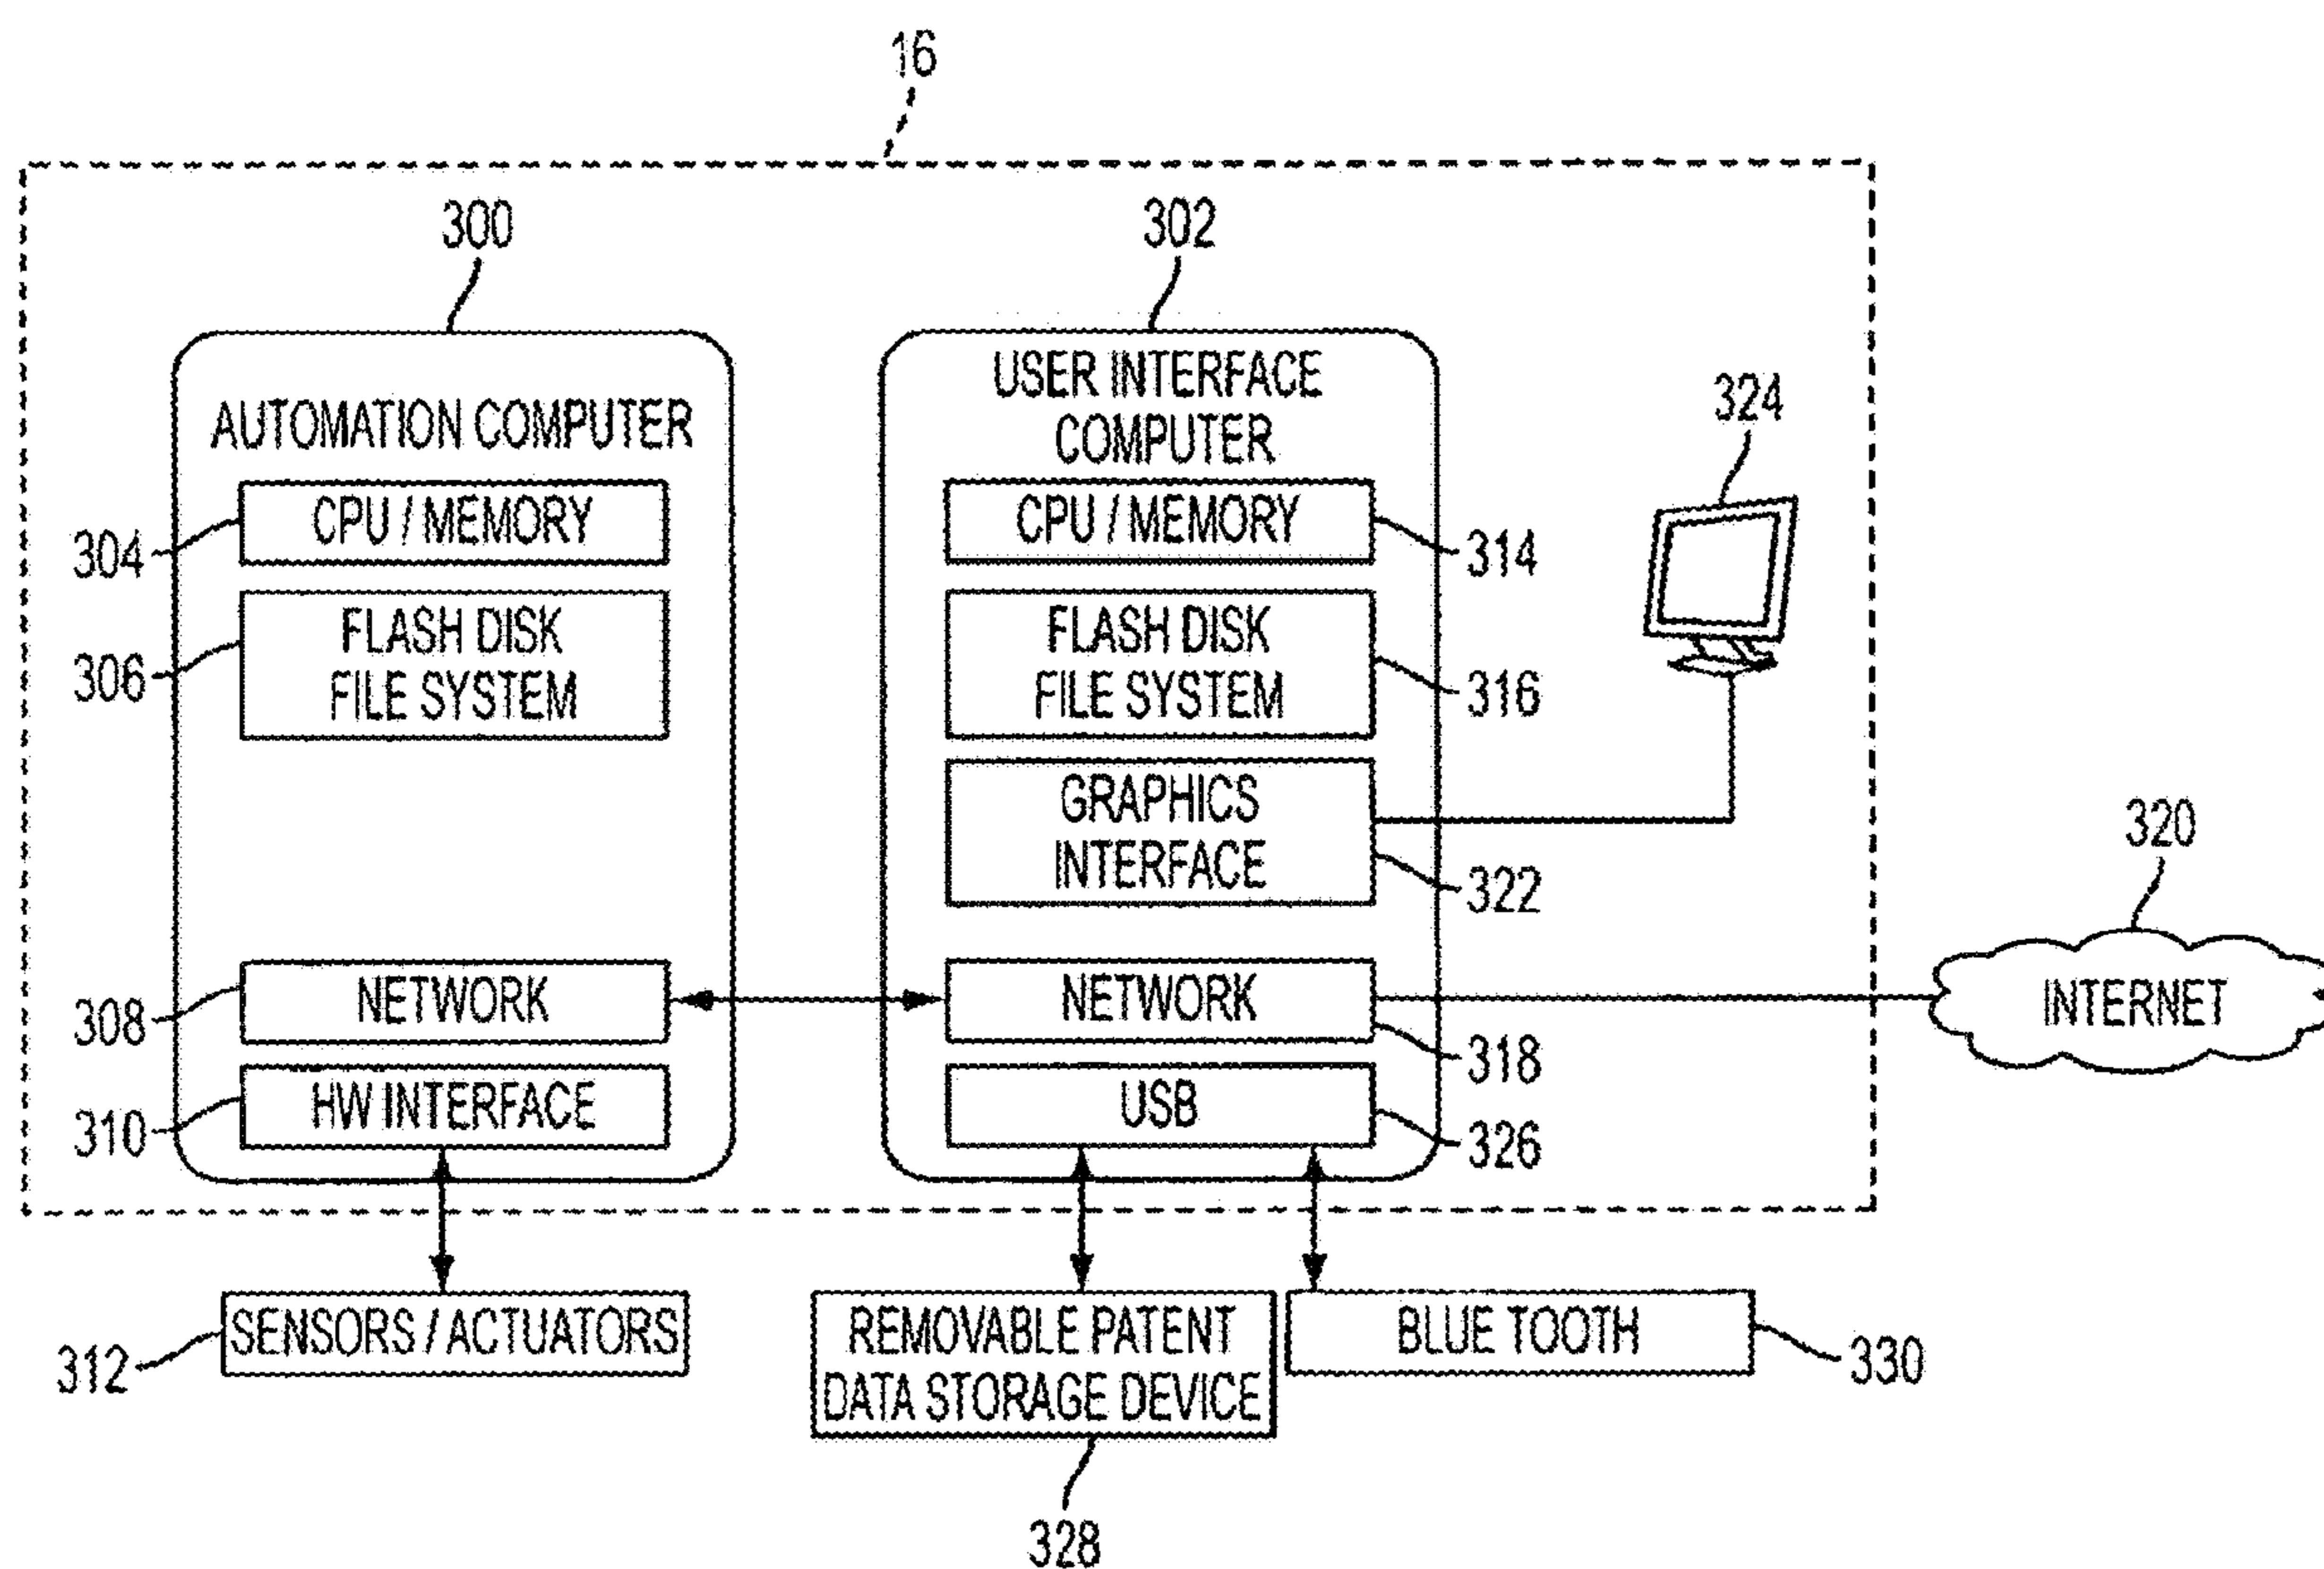 16
300
302
AUTOMATION COMPUTER
USER INTERFACE
COMPUTER
324
304
CPU / MEMORY
CPU / MEMORY
314
306
FLASH DISK
FILE SYSTEM
FLASH DISK
FILE SYSTEM
316
GRAPHICS
INTERFACE
322
320
308
NETWORK
NETWORK
318
INTERNET
310
HW INTERFACE
USB
326
312
SENSORS / ACTUATORS
REMOVABLE PATENT
DATA STORAGE DEVICE
328
BLUE TOOTH
330